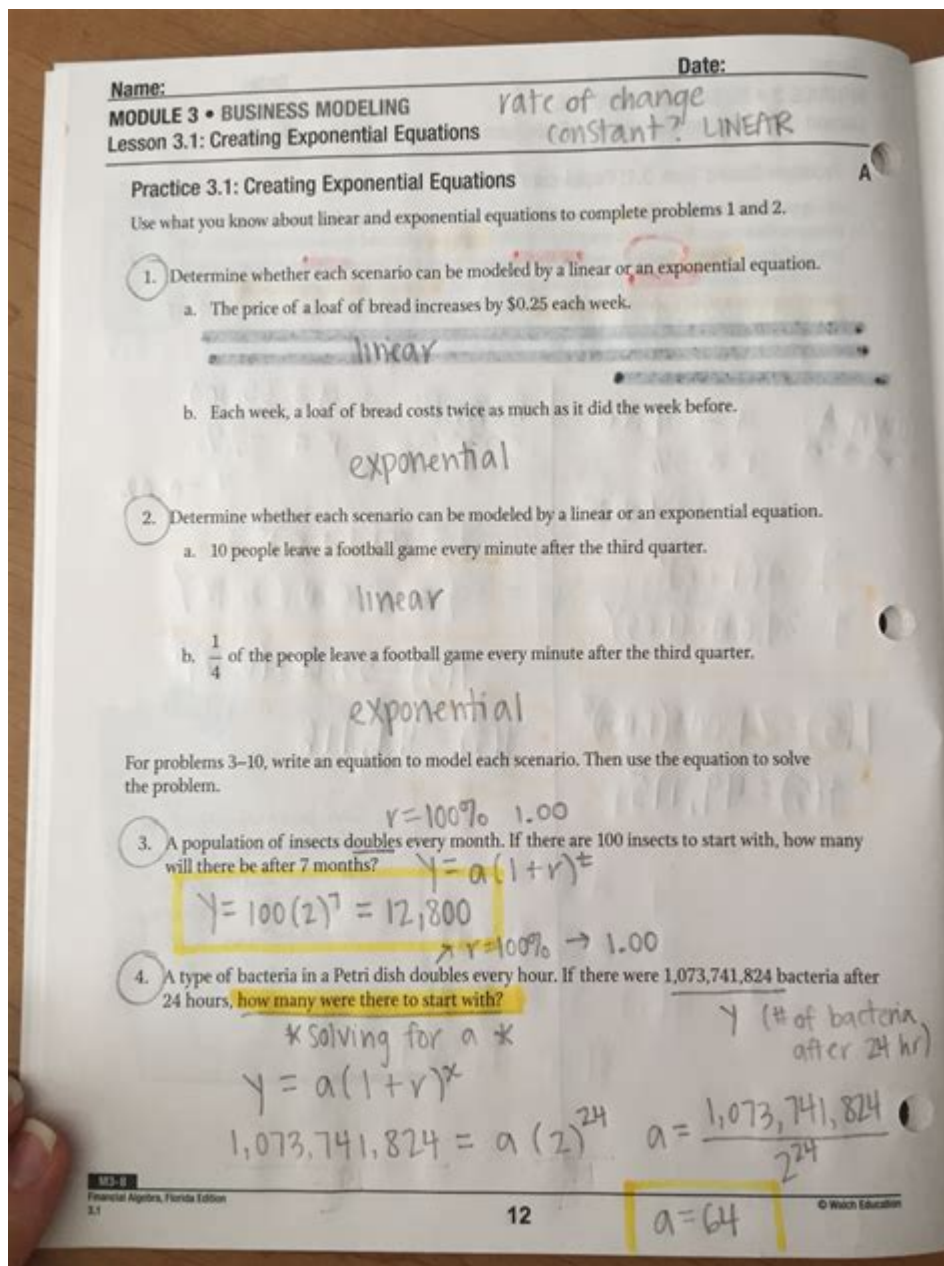 Name:
Date:
MODULE 3 • BUSINESS MODELING
Lesson 3.1: Creating Exponential Equations
rate of change
constant? LINEAR
Practice 3.1: Creating Exponential Equations
A
Use what you know about linear and exponential equations to complete problems 1 and 2.
1. Determine whether each scenario can be modeled by a linear or an exponential equation.
a. The price of a loaf of bread increases by $0.25 each week.
linear
b. Each week, a loaf of bread costs twice as much as it did the week before.
exponential
2. Determine whether each scenario can be modeled by a linear or an exponential equation.
a. 10 people leave a football game every minute after the third quarter.
linear
b. 1/4 of the people leave a football game every minute after the third quarter.
exponential
For problems 3–10, write an equation to model each scenario. Then use the equation to solve
the problem.
r=100% 1.00
3. A population of insects doubles every month. If there are 100 insects to start with, how many
will there be after 7 months?
y=a(1+r)^t
y= 100(2)^7 = 12,800
* r=100% → 1.00
4. A type of bacteria in a Petri dish doubles every hour. If there were 1,073,741,824 bacteria after
24 hours, how many were there to start with?
y (# of bacteria
after 24 hr)
* solving for a *
y = a(1+r)^x
1,073,741,824 = a(2)^24
a = 1,073,741,824 / 2^24
a=64
M3-8
Financial Algebra, Florida Edition
3.1
12
© Walch Education